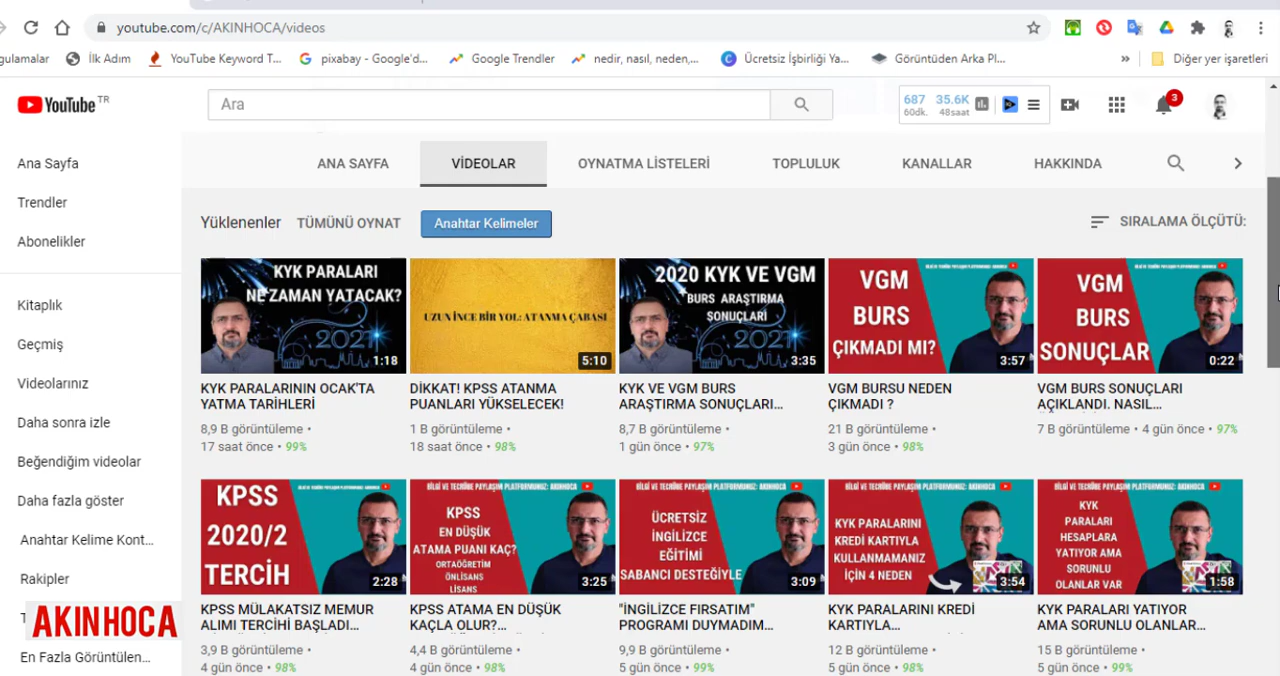 youtube.com/c/AKINHOCA/videos
gulamalar İlk Adım YouTube Keyword T... pixabay - Google'd... Google Trendler nedir, nasıl, neden,... Ücretsiz İşbirliği Ya... Görüntüden Arka Pl... » Diğer yer işaretleri
YouTube TR
Ara
687 35.6K
60dk. 48saat
3
Ana Sayfa
Trendler
Abonelikler
Kitaplık
Geçmiş
Videolarınız
Daha sonra izle
Beğendiğim videolar
Daha fazla göster
Anahtar Kelime Kont...
Rakipler
AKINHOCA
En Fazla Görüntülen...
ANA SAYFA VİDEOLAR OYNATMA LİSTELERİ TOPLULUK KANALLAR HAKKINDA
Yüklenenler TÜMÜNÜ OYNAT Anahtar Kelimeler SIRALAMA ÖLÇÜTÜ:
KYK PARALARI
NE ZAMAN YATACAK?
2021
1:18
KYK PARALARININ OCAK'TA
YATMA TARİHLERİ
8,9 B görüntüleme •
17 saat önce • 99%
UZUN İNCE BİR YOL: ATANMA ÇABASI
5:10
DİKKAT! KPSS ATANMA
PUANLARI YÜKSELECEK!
1 B görüntüleme •
18 saat önce • 98%
2020 KYK VE VGM
BURS ARAŞTIRMA
SONUÇLARI
2021
3:35
KYK VE VGM BURS
ARAŞTIRMA SONUÇLARI...
8,7 B görüntüleme •
1 gün önce • 97%
VGM
BURS
ÇIKMADI MI?
3:57
VGM BURSU NEDEN
ÇIKMADI ?
21 B görüntüleme •
3 gün önce • 98%
VGM
BURS
SONUÇLAR
0:22
VGM BURS SONUÇLARI
AÇIKLANDI. NASIL...
7 B görüntüleme • 4 gün önce • 97%
BİLGİ VE TECRÜBE PAYLAŞIM PLATFORMUNUZ: AKINHOCA
KPSS
2020/2
TERCİH
2:28
KPSS MÜLAKATSIZ MEMUR
ALIMI TERCİHİ BAŞLADI...
3,9 B görüntüleme •
4 gün önce • 98%
BİLGİ VE TECRÜBE PAYLAŞIM PLATFORMUNUZ: AKINHOCA
KPSS
EN DÜŞÜK
ATAMA PUANI KAÇ?
ORTAÖĞRETİM
ÖNLİSANS
LİSANS
3:25
KPSS ATAMA EN DÜŞÜK
KAÇLA OLUR?...
4,4 B görüntüleme •
4 gün önce • 98%
BİLGİ VE TECRÜBE PAYLAŞIM PLATFORMUNUZ: AKINHOCA
ÜCRETSİZ
İNGİLİZCE
EĞİTİMİ
SABANCI DESTEĞİYLE
3:09
"İNGİLİZCE FIRSATIM"
PROGRAMI DUYMADIM...
9,9 B görüntüleme •
5 gün önce • 99%
BİLGİ VE TECRÜBE PAYLAŞIM PLATFORMUNUZ: AKINHOCA
KYK PARALARINI
KREDİ KARTIYLA
KULLANMAMANIZ
İÇİN 4 NEDEN
3:54
KYK PARALARINI KREDİ
KARTIYLA...
12 B görüntüleme •
5 gün önce • 98%
BİLGİ VE TECRÜBE PAYLAŞIM PLATFORMUNUZ: AKINHOCA
KYK
PARALARI
HESAPLARA
YATIYOR AMA
SORUNLU
OLANLAR VAR
1:58
KYK PARALARI YATIYOR
AMA SORUNLU OLANLAR...
15 B görüntüleme •
5 gün önce • 99%